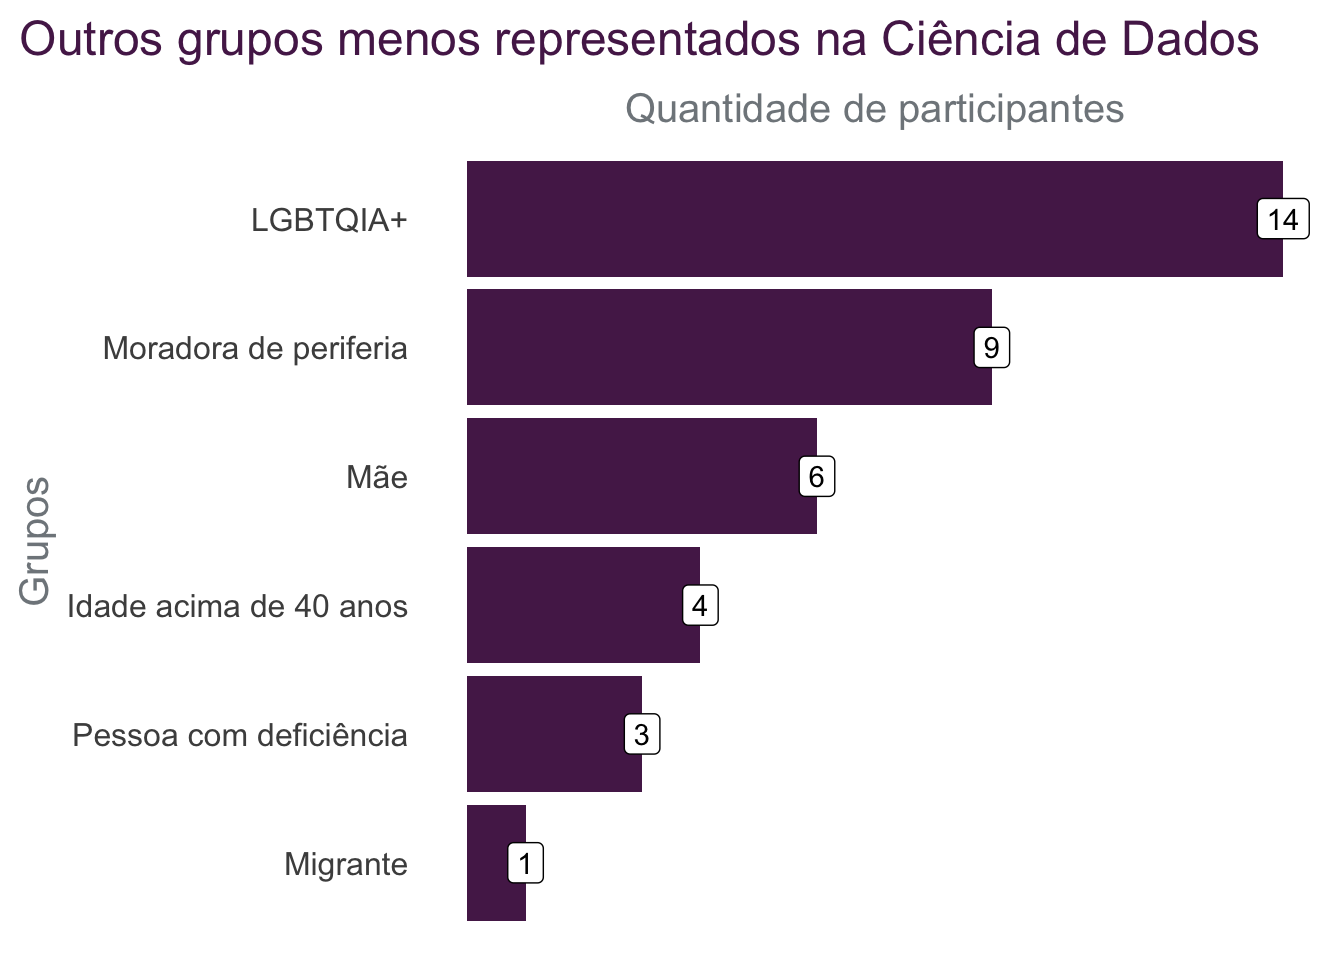 Outros grupos menos representados na Ciência de Dados
Quantidade de participantes
LGBTQIA+ 14
Moradora de periferia 9
Mãe 6
Grupos
Idade acima de 40 anos 4
Pessoa com deficiência 3
Migrante 1